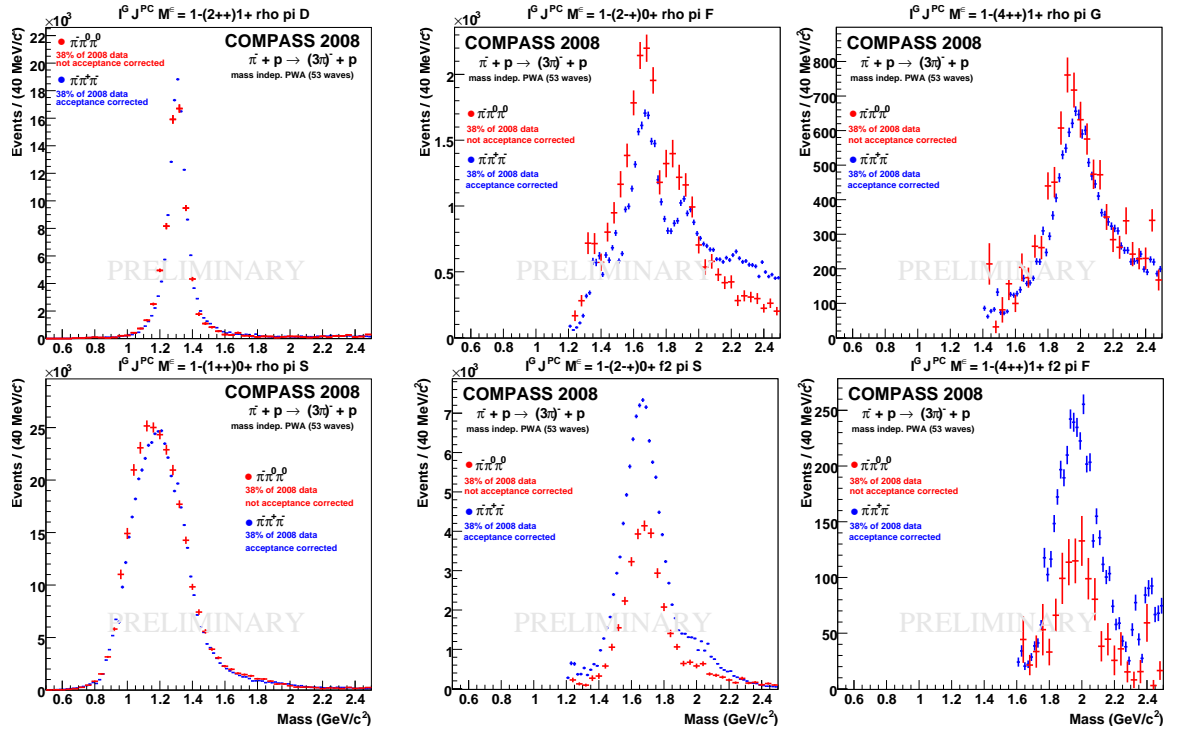 I^G J^PC M^ε = 1-(2++)1+ rho pi D
×10³
Events / (40 MeV/c²)
22
20
18
16
14
12
10
8
6
4
2
0
π⁻π⁰π⁰
38% of 2008 data
not acceptance corrected
π⁻π⁺π⁻
38% of 2008 data
acceptance corrected
COMPASS 2008
π⁻ + p → (3π)⁻ + p
mass indep. PWA (53 waves)
PRELIMINARY
0.6 0.8 1 1.2 1.4 1.6 1.8 2 2.2 2.4
I^G J^PC M^ε = 1-(2-+)0+ rho pi F
×10³
Events / (40 MeV/c²)
2
1.5
1
0.5
0
COMPASS 2008
π⁻ + p → (3π)⁻ + p
mass indep. PWA (53 waves)
π⁻π⁰π⁰
38% of 2008 data
not acceptance corrected
π⁻π⁺π⁻
38% of 2008 data
acceptance corrected
PRELIMINARY
0.6 0.8 1 1.2 1.4 1.6 1.8 2 2.2 2.4
I^G J^PC M^ε = 1-(4++)1+ rho pi G
Events / (40 MeV/c²)
800
700
600
500
400
300
200
100
0
COMPASS 2008
π⁻ + p → (3π)⁻ + p
mass indep. PWA (53 waves)
π⁻π⁰π⁰
38% of 2008 data
not acceptance corrected
π⁻π⁺π⁻
38% of 2008 data
acceptance corrected
PRELIMINARY
0.6 0.8 1 1.2 1.4 1.6 1.8 2 2.2 2.4
I^G J^PC M^ε = 1-(1++)0+ rho pi S
×10³
Events / (40 MeV/c²)
25
20
15
10
5
0
COMPASS 2008
π⁻ + p → (3π)⁻ + p
mass indep. PWA (53 waves)
π⁻π⁰π⁰
38% of 2008 data
not acceptance corrected
π⁻π⁺π⁻
38% of 2008 data
acceptance corrected
PRELIMINARY
0.6 0.8 1 1.2 1.4 1.6 1.8 2 2.2 2.4
Mass (GeV/c²)
I^G J^PC M^ε = 1-(2-+)0+ f2 pi S
×10³
Events / (40 MeV/c²)
7
6
5
4
3
2
1
0
COMPASS 2008
π⁻ + p → (3π)⁻ + p
mass indep. PWA (53 waves)
π⁻π⁰π⁰
38% of 2008 data
not acceptance corrected
π⁻π⁺π⁻
38% of 2008 data
acceptance corrected
PRELIMINARY
0.6 0.8 1 1.2 1.4 1.6 1.8 2 2.2 2.4
Mass (GeV/c²)
I^G J^PC M^ε = 1-(4++)1+ f2 pi F
Events / (40 MeV/c²)
250
200
150
100
50
0
COMPASS 2008
π⁻ + p → (3π)⁻ + p
mass indep. PWA (53 waves)
π⁻π⁰π⁰
38% of 2008 data
not acceptance corrected
π⁻π⁺π⁻
38% of 2008 data
acceptance corrected
PRELIMINARY
0.6 0.8 1 1.2 1.4 1.6 1.8 2 2.2 2.4
Mass (GeV/c²)